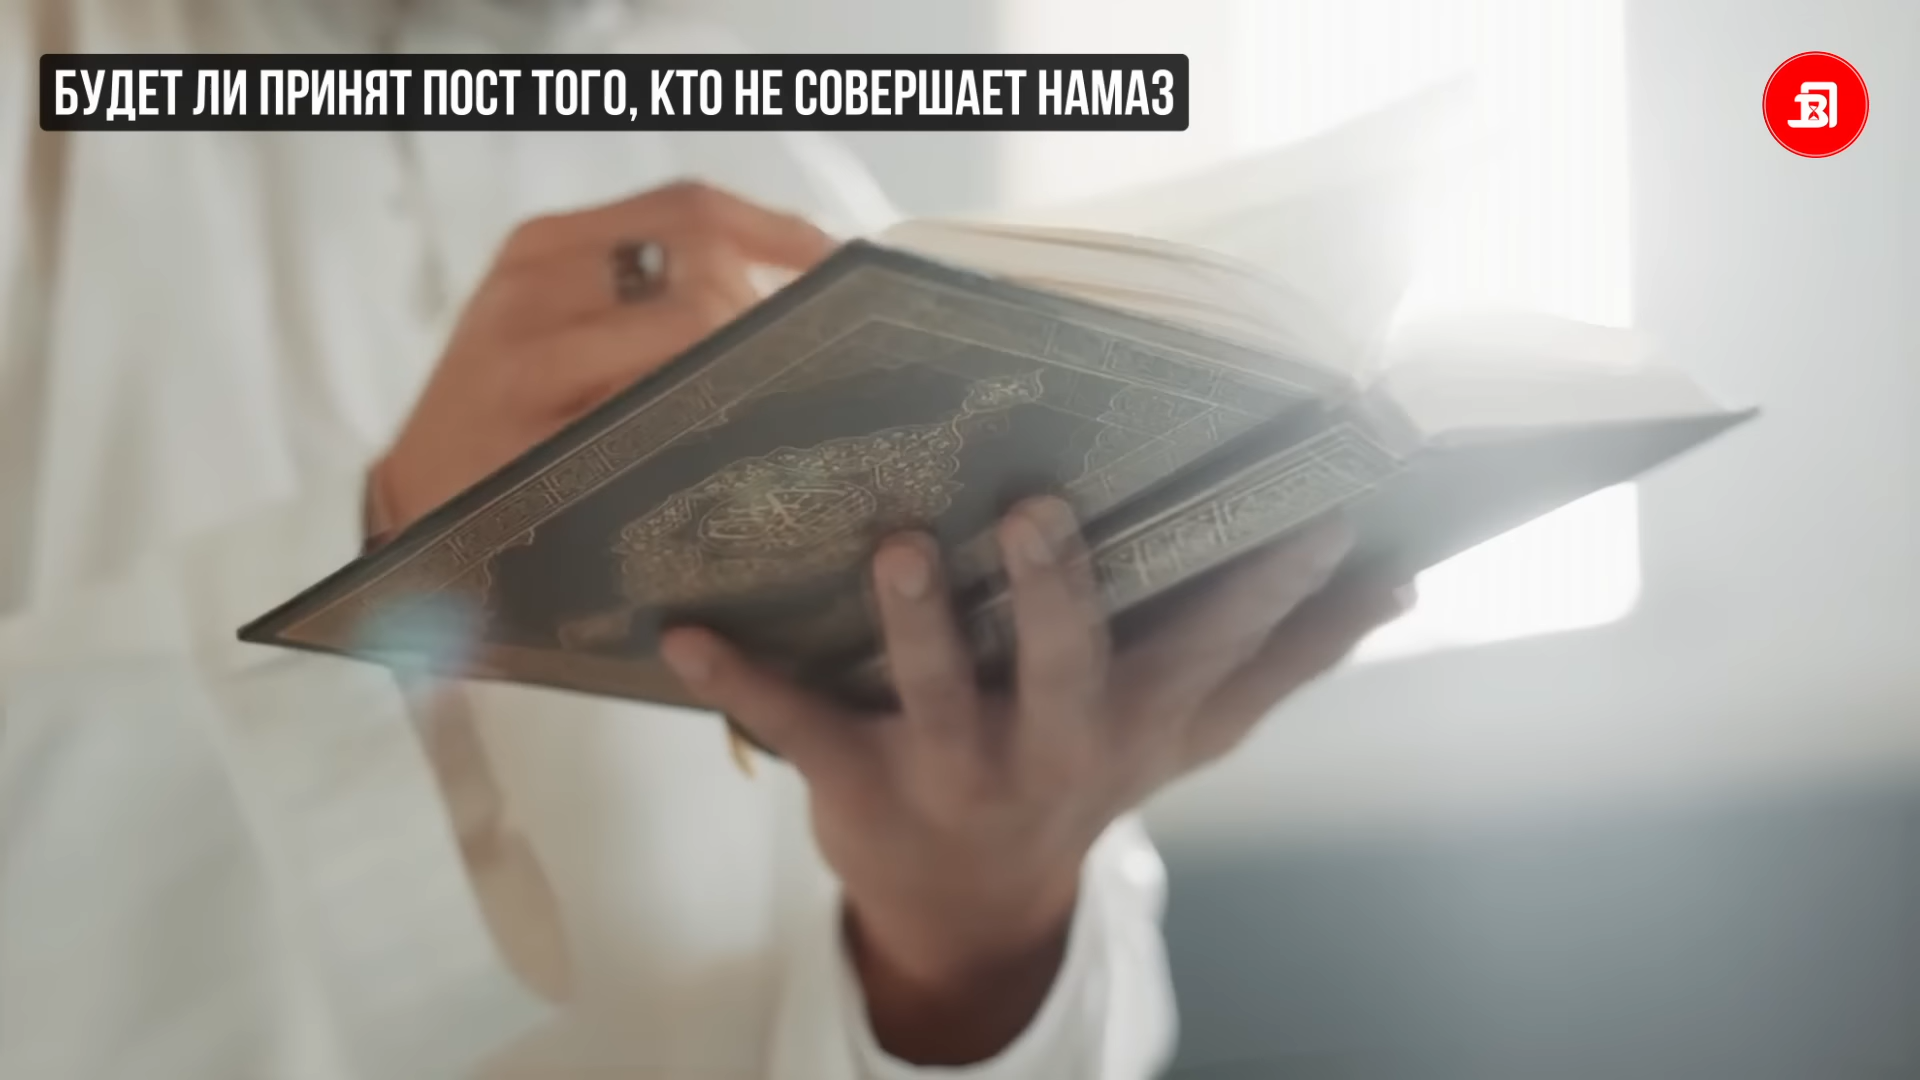 БУДЕТ ЛИ ПРИНЯТ ПОСТ ТОГО, КТО НЕ СОВЕРШАЕТ НАМАЗ